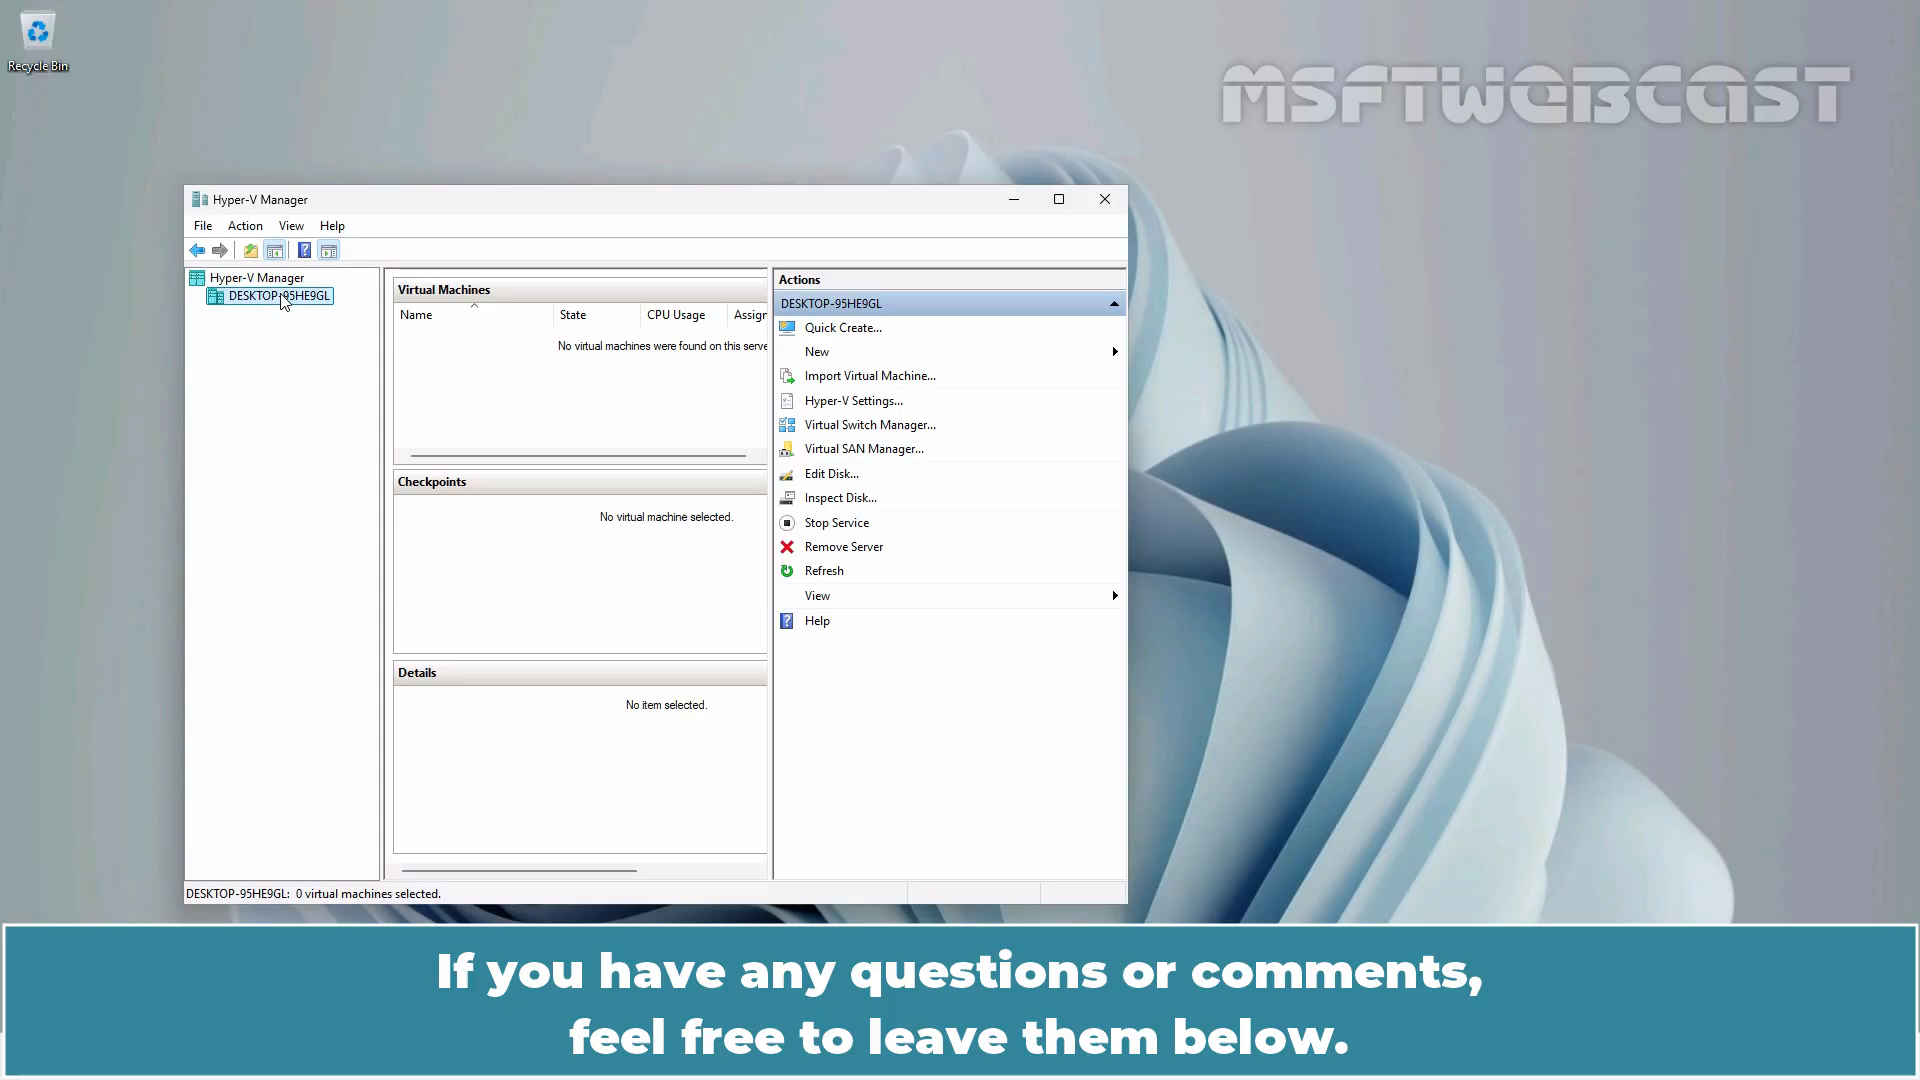 Recycle Bin
MSFTWEBCAST
Hyper-V Manager
File Action View Help
Hyper-V Manager
DESKTOP-95HE9GL
Virtual Machines
Name State CPU Usage Assign
No virtual machines were found on this serve
Checkpoints
No virtual machine selected.
Details
No item selected.
Actions
DESKTOP-95HE9GL
Quick Create...
New
Import Virtual Machine...
Hyper-V Settings...
Virtual Switch Manager...
Virtual SAN Manager...
Edit Disk...
Inspect Disk...
Stop Service
Remove Server
Refresh
View
Help
DESKTOP-95HE9GL: 0 virtual machines selected.
If you have any questions or comments,
feel free to leave them below.